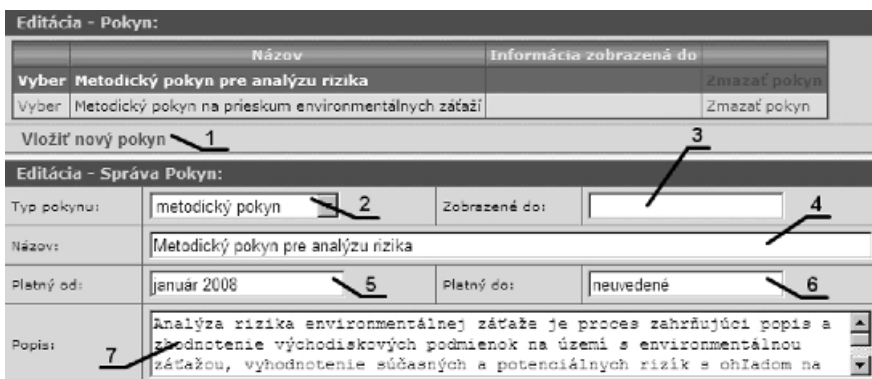 Editácia - Pokyn:
Názov Informácia zobrazená do
Vyber Metodický pokyn pre analýzu rizika Zmazať pokyn
Vyber Metodický pokyn na prieskum environmentálnych záťaží Zmazať pokyn
Vložiť nový pokyn 1
3
Editácia - Správa Pokyn:
Typ pokynu: metodický pokyn 2 Zobrazené do: 4
Názov: Metodický pokyn pre analýzu rizika
Platný od: január 2008 5 Platný do: neuvedené 6
Analýza rizika environmentálnej záťaže je proces zahrňujúci popis a
Popis: zhodnotenie východiskových podmienok na území s environmentálnou
7 záťažou, vyhodnotenie súčasných a potenciálnych rizík s ohľadom na